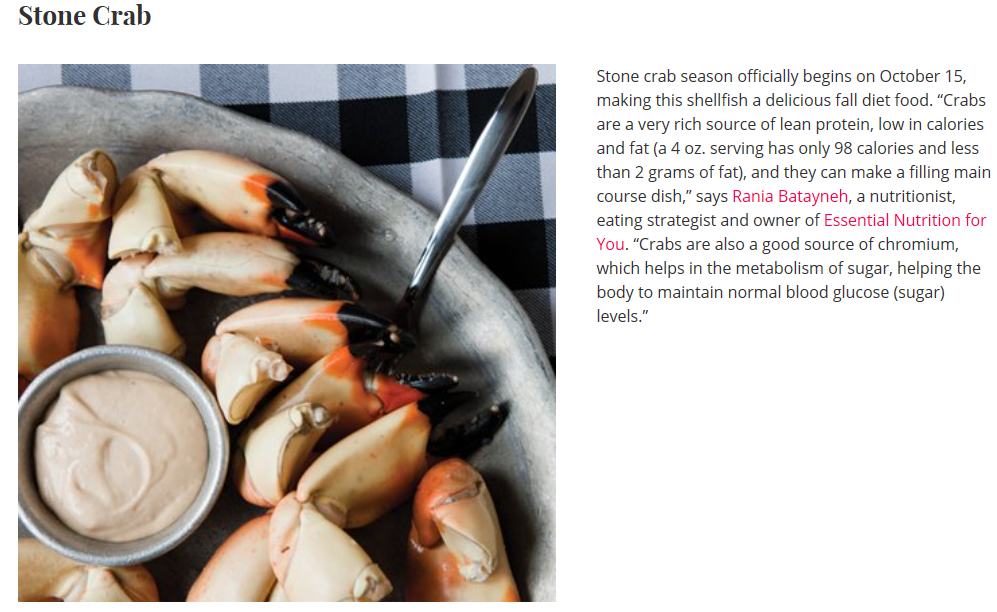 Stone Crab
Stone crab season officially begins on October 15,
making this shellfish a delicious fall diet food. “Crabs
are a very rich source of lean protein, low in calories
and fat (a 4 oz. serving has only 98 calories and less
than 2 grams of fat), and they can make a filling main
course dish,” says Rania Batayneh, a nutritionist,
eating strategist and owner of Essential Nutrition for
You. “Crabs are also a good source of chromium,
which helps in the metabolism of sugar, helping the
body to maintain normal blood glucose (sugar)
levels.”